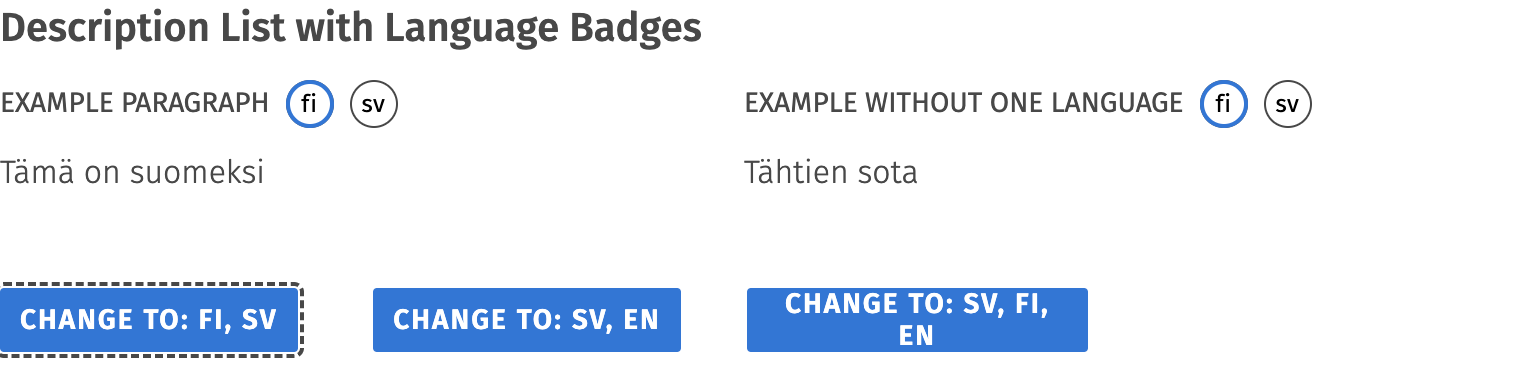 Description List with Language Badges
EXAMPLE PARAGRAPH fi sv
EXAMPLE WITHOUT ONE LANGUAGE fi sv
Tämä on suomeksi
Tähtien sota
CHANGE TO: FI, SV
CHANGE TO: SV, EN
CHANGE TO: SV, FI,
EN